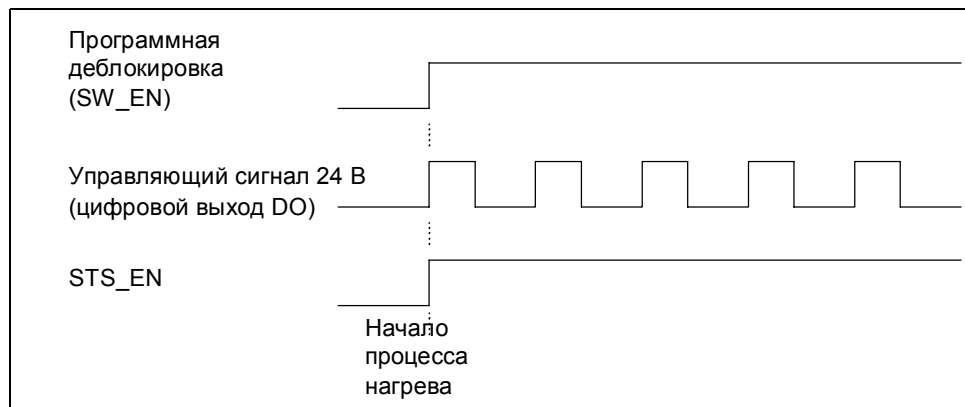 Программная
деблокировка
(SW_EN)
Управляющий сигнал 24 В
(цифровой выход DO)
STS_EN
Начало
процесса
нагрева